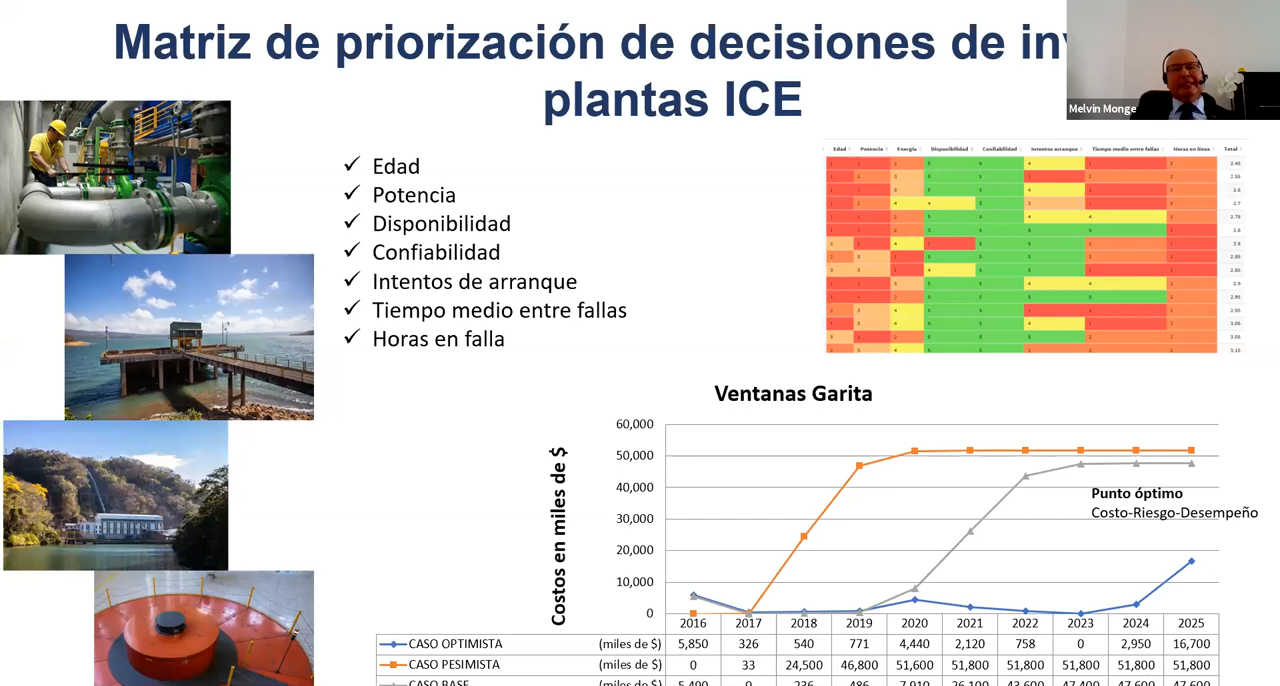 Matriz de priorización de decisiones de inv
plantas ICE
Melvin Monge
✓ Edad
✓ Potencia
✓ Disponibilidad
✓ Confiabilidad
✓ Intentos de arranque
✓ Tiempo medio entre fallas
✓ Horas en falla
Edad Potencia Energía Disponibilidad Confiabilidad Intentos arranque Tiempo medio entre fallas Horas en línea Total
Ventanas Garita
Costos en miles de $
60,000
50,000
40,000
30,000
20,000
10,000
0
Punto óptimo
Costo-Riesgo-Desempeño
2016 2017 2018 2019 2020 2021 2022 2023 2024 2025
CASO OPTIMISTA (miles de $) 5,850 326 540 771 4,440 2,120 758 0 2,950 16,700
CASO PESIMISTA (miles de $) 0 33 24,500 46,800 51,600 51,800 51,800 51,800 51,800 51,800
CASO BASE (miles de $) 5,490 0 236 486 7,910 26,100 43,600 47,400 47,600 47,600